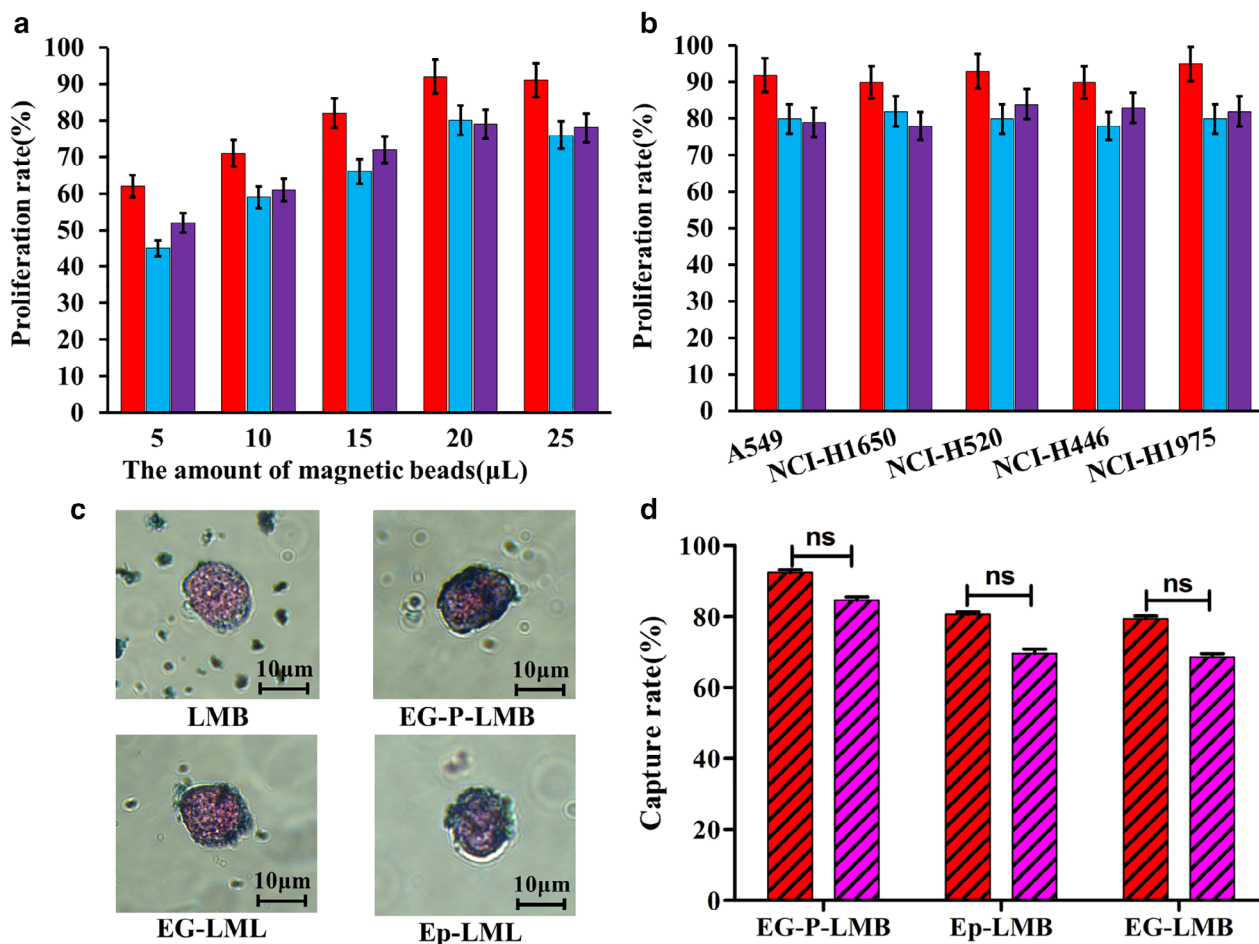 a
Proliferation rate(%)
100
90
80
70
60
50
40
30
20
10
0
5 10 15 20 25
The amount of magnetic beads(μL)
b
Proliferation rate(%)
100
90
80
70
60
50
40
30
20
10
0
A549 NCI-H1650 NCI-H520 NCI-H446 NCI-H1975
c
10μm
LMB
10μm
EG-P-LMB
10μm
EG-LML
10μm
Ep-LML
d
Capture rate(%)
100
80
60
40
20
0
ns ns ns
EG-P-LMB Ep-LMB EG-LMB